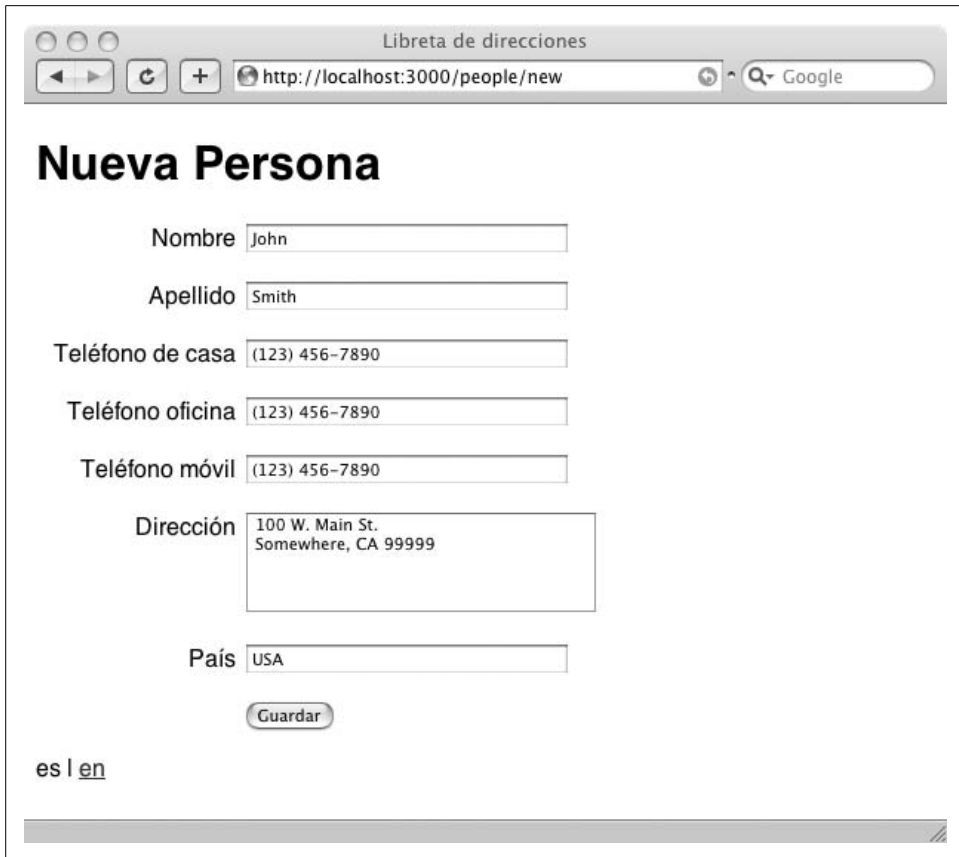 Libreta de direcciones
http://localhost:3000/people/new
Google
Nueva Persona
Nombre John
Apellido Smith
Teléfono de casa (123) 456-7890
Teléfono oficina (123) 456-7890
Teléfono móvil (123) 456-7890
Dirección 100 W. Main St.
Somewhere, CA 99999
País USA
Guardar
es | en